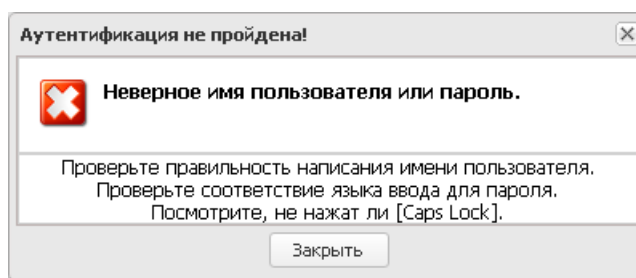 Аутентификация не пройдена!
Неверное имя пользователя или пароль.
Проверьте правильность написания имени пользователя.
Проверьте соответствие языка ввода для пароля.
Посмотрите, не нажат ли [Caps Lock].
Закрыть